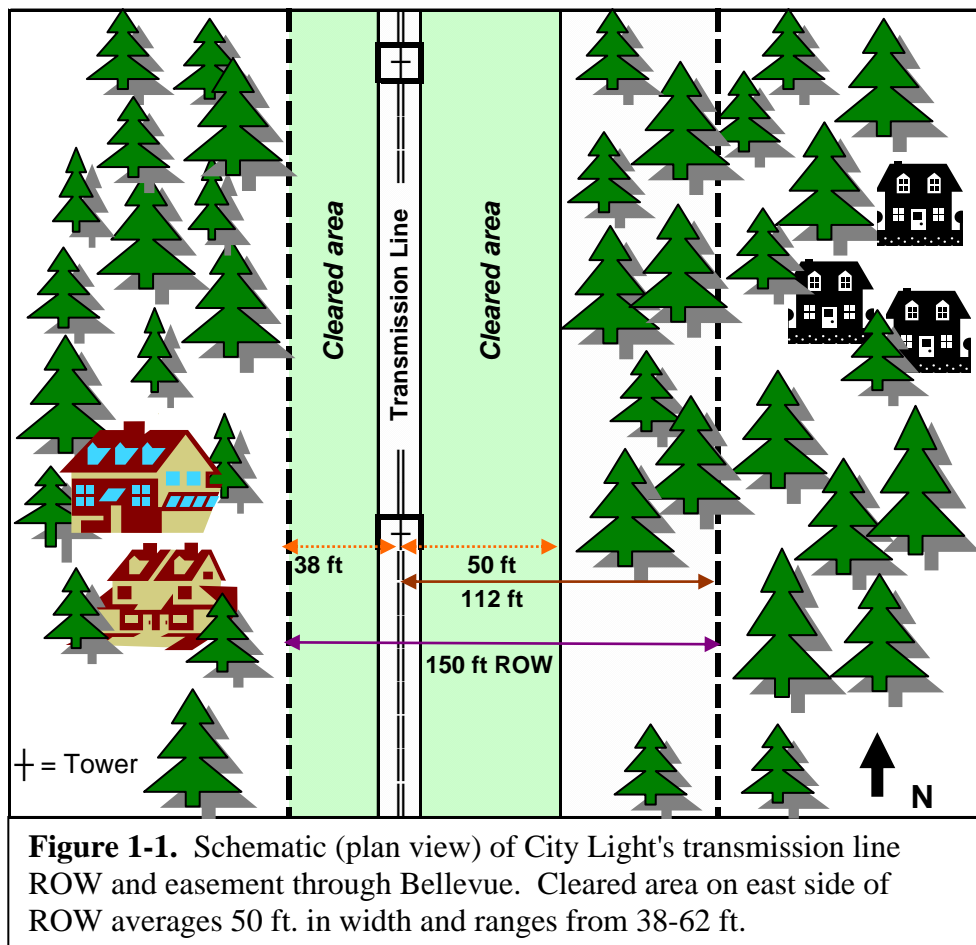 Cleared area
Transmission Line
Cleared area
38 ft
50 ft
112 ft
150 ft ROW
┼ = Tower
N
Figure 1-1. Schematic (plan view) of City Light's transmission line
ROW and easement through Bellevue. Cleared area on east side of
ROW averages 50 ft. in width and ranges from 38-62 ft.